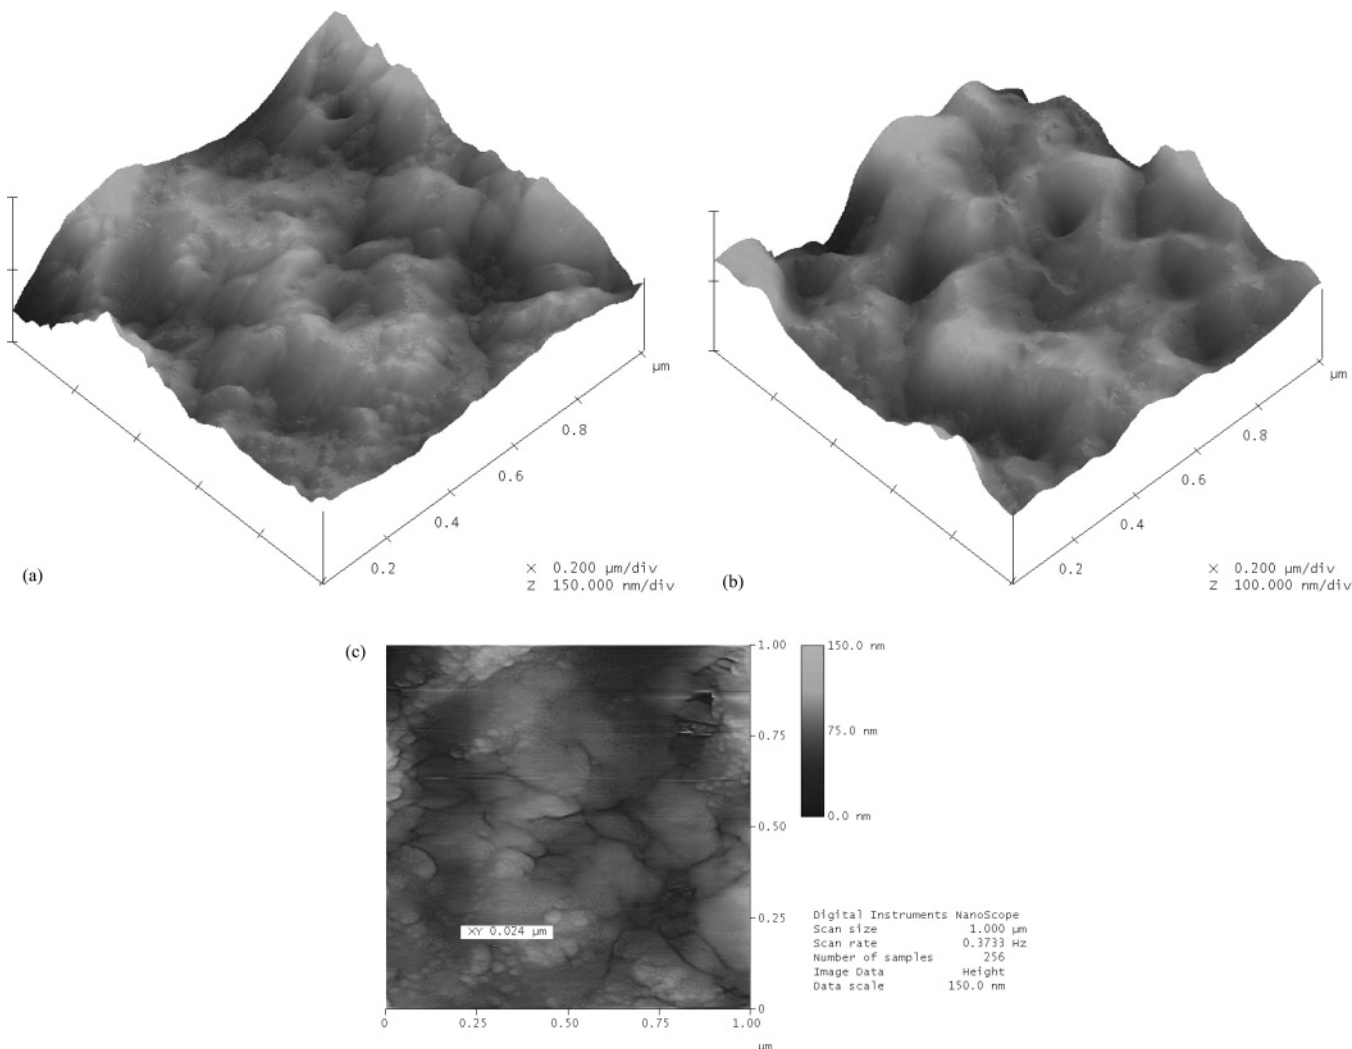 μm
0.8
0.6
0.4
0.2
(a)
X 0.200 μm/div
Z 150.000 nm/div
μm
0.8
0.6
0.4
0.2
(b)
X 0.200 μm/div
Z 100.000 nm/div
(c)
1.00
0.75
0.50
0.25
0
XY 0.024 μm
0 0.25 0.50 0.75 1.00
μm
150.0 nm
75.0 nm
0.0 nm
Digital Instruments NanoScope
Scan size 1.000 μm
Scan rate 0.3733 Hz
Number of samples 256
Image Data Height
Data scale 150.0 nm